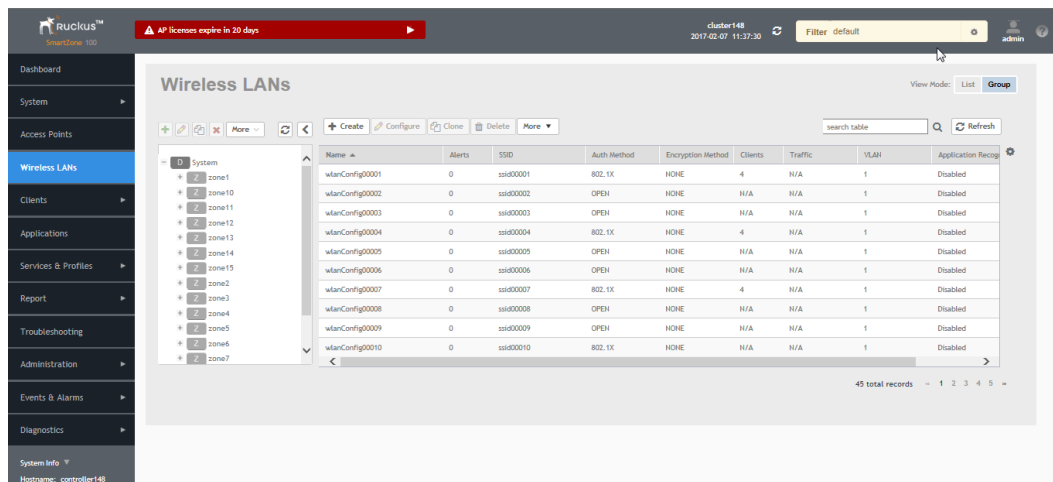 Ruckus™
SmartZone 100
AP licenses expire in 20 days
cluster148
2017-02-07 11:37:30
Filter default
admin
Dashboard
System
Access Points
Wireless LANs
Clients
Applications
Services & Profiles
Report
Troubleshooting
Administration
Events & Alarms
Diagnostics
System Info
Hostname: controller148
Wireless LANs
View Mode: List Group
More
Create Configure Clone Delete More
search table
Refresh
D System
Z zone1
Z zone10
Z zone11
Z zone12
Z zone13
Z zone14
Z zone15
Z zone2
Z zone3
Z zone4
Z zone5
Z zone6
Z zone7
Name Alerts SSID Auth Method Encryption Method Clients Traffic VLAN Application Recog
wlanConfig00001 0 ssid00001 802.1X NONE 4 N/A 1 Disabled
wlanConfig00002 0 ssid00002 OPEN NONE N/A N/A 1 Disabled
wlanConfig00003 0 ssid00003 OPEN NONE N/A N/A 1 Disabled
wlanConfig00004 0 ssid00004 802.1X NONE 4 N/A 1 Disabled
wlanConfig00005 0 ssid00005 OPEN NONE N/A N/A 1 Disabled
wlanConfig00006 0 ssid00006 OPEN NONE N/A N/A 1 Disabled
wlanConfig00007 0 ssid00007 802.1X NONE 4 N/A 1 Disabled
wlanConfig00008 0 ssid00008 OPEN NONE N/A N/A 1 Disabled
wlanConfig00009 0 ssid00009 OPEN NONE N/A N/A 1 Disabled
wlanConfig00010 0 ssid00010 802.1X NONE N/A N/A 1 Disabled
45 total records « 1 2 3 4 5 »